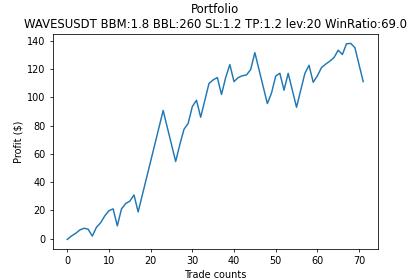 Portfolio
WAVESUSDT BBM:1.8 BBL:260 SL:1.2 TP:1.2 lev:20 WinRatio:69.0
140
120
100
80
60
40
20
0
Profit ($)
0 10 20 30 40 50 60 70
Trade counts